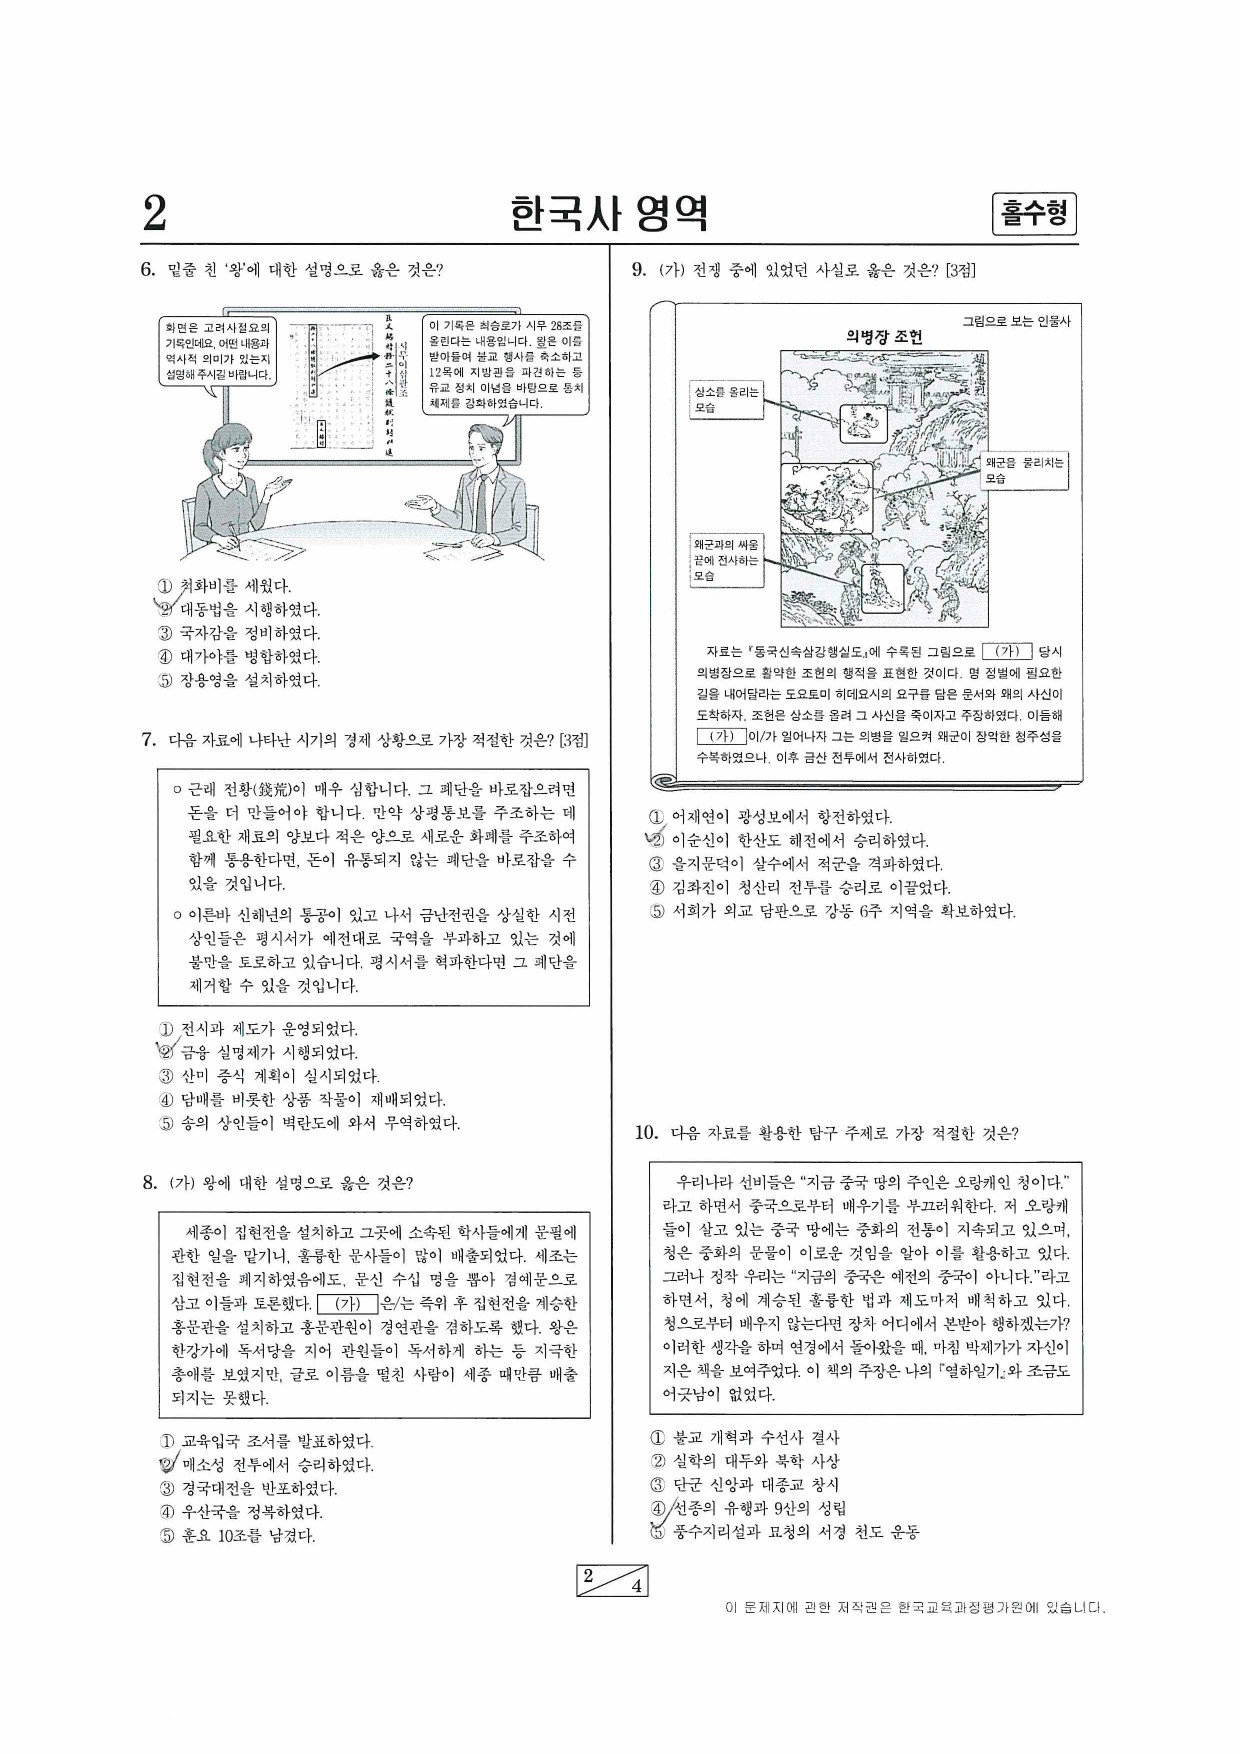 2
한국사 영역
홀수형
6. 밑줄 친 ‘왕’에 대한 설명으로 옳은 것은?
화면은 고려사절요의
기록인데요, 어떤 내용과
역사적 의미가 있는지
설명해 주시길 바랍니다.
시무 이십팔조
이 기록은 최승로가 시무 28조를
올린다는 내용입니다. 왕은 이를
받아들여 불교 행사를 축소하고
12목에 지방관을 파견하는 등
유교 정치 이념을 바탕으로 통치
체제를 강화하였습니다.
① 척화비를 세웠다.
② 대동법을 시행하였다.
③ 국자감을 정비하였다.
④ 대가야를 병합하였다.
⑤ 장용영을 설치하였다.
7. 다음 자료에 나타난 시기의 경제 상황으로 가장 적절한 것은? [3점]
○ 근래 전황(錢荒)이 매우 심합니다. 그 폐단을 바로잡으려면
돈을 더 만들어야 합니다. 만약 상평통보를 주조하는 데
필요한 재료의 양보다 적은 양으로 새로운 화폐를 주조하여
함께 통용한다면, 돈이 유통되지 않는 폐단을 바로잡을 수
있을 것입니다.
○ 이른바 신해년의 통공이 있고 나서 금난전권을 상실한 시전
상인들은 평시서가 예전대로 국역을 부과하고 있는 것에
불만을 토로하고 있습니다. 평시서를 혁파한다면 그 폐단을
제거할 수 있을 것입니다.
① 전시과 제도가 운영되었다.
② 금융 실명제가 시행되었다.
③ 산미 증식 계획이 실시되었다.
④ 담배를 비롯한 상품 작물이 재배되었다.
⑤ 송의 상인들이 벽란도에 와서 무역하였다.
8. (가) 왕에 대한 설명으로 옳은 것은?
세종이 집현전을 설치하고 그곳에 소속된 학사들에게 문필에
관한 일을 맡기니, 훌륭한 문사들이 많이 배출되었다. 세조는
집현전을 폐지하였음에도, 문신 수십 명을 뽑아 겸예문으로
삼고 이들과 토론했다. (가) 은/는 즉위 후 집현전을 계승한
홍문관을 설치하고 홍문관원이 경연관을 겸하도록 했다. 왕은
한강가에 독서당을 지어 관원들이 독서하게 하는 등 지극한
총애를 보였지만, 글로 이름을 떨친 사람이 세종 때만큼 배출
되지는 못했다.
① 교육입국 조서를 발표하였다.
② 매소성 전투에서 승리하였다.
③ 경국대전을 반포하였다.
④ 우산국을 정복하였다.
⑤ 훈요 10조를 남겼다.
9. (가) 전쟁 중에 있었던 사실로 옳은 것은? [3점]
그림으로 보는 인물사
의병장 조헌
상소를 올리는
모습
왜군을 물리치는
모습
왜군과의 싸움
끝에 전사하는
모습
자료는 『동국신속삼강행실도』에 수록된 그림으로 (가) 당시
의병장으로 활약한 조헌의 행적을 표현한 것이다. 명 정벌에 필요한
길을 내어달라는 도요토미 히데요시의 요구를 담은 문서와 왜의 사신이
도착하자, 조헌은 상소를 올려 그 사신을 죽이자고 주장하였다. 이듬해
(가) 이/가 일어나자 그는 의병을 일으켜 왜군이 장악한 청주성을
수복하였으나, 이후 금산 전투에서 전사하였다.
① 어재연이 광성보에서 항전하였다.
② 이순신이 한산도 해전에서 승리하였다.
③ 을지문덕이 살수에서 적군을 격파하였다.
④ 김좌진이 청산리 전투를 승리로 이끌었다.
⑤ 서희가 외교 담판으로 강동 6주 지역을 확보하였다.
10. 다음 자료를 활용한 탐구 주제로 가장 적절한 것은?
우리나라 선비들은 “지금 중국 땅의 주인은 오랑캐인 청이다.”
라고 하면서 중국으로부터 배우기를 부끄러워한다. 저 오랑캐
들이 살고 있는 중국 땅에는 중화의 전통이 지속되고 있으며,
청은 중화의 문물이 이로운 것임을 알아 이를 활용하고 있다.
그러나 정작 우리는 “지금의 중국은 예전의 중국이 아니다.”라고
하면서, 청에 계승된 훌륭한 법과 제도마저 배척하고 있다.
청으로부터 배우지 않는다면 장차 어디에서 본받아 행하겠는가?
이러한 생각을 하며 연경에서 돌아왔을 때, 마침 박제가가 자신이
지은 책을 보여주었다. 이 책의 주장은 나의 『열하일기』와 조금도
어긋남이 없었다.
① 불교 개혁과 수선사 결사
② 실학의 대두와 북학 사상
③ 단군 신앙과 대종교 창시
④ 선종의 유행과 9산의 성립
⑤ 풍수지리설과 묘청의 서경 천도 운동
2
4
이 문제지에 관한 저작권은 한국교육과정평가원에 있습니다.